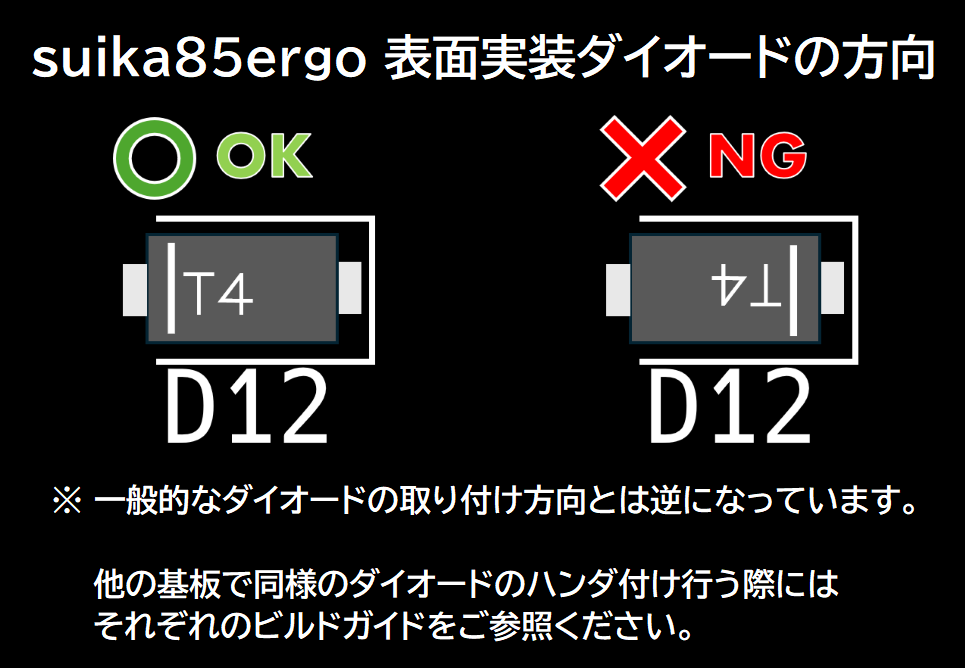 suika85ergo 表面実装ダイオードの方向
OK
NG
T4
T4
D12
D12
※ 一般的なダイオードの取り付け方向とは逆になっています。
他の基板で同様のダイオードのハンダ付け行う際には
それぞれのビルドガイドをご参照ください。